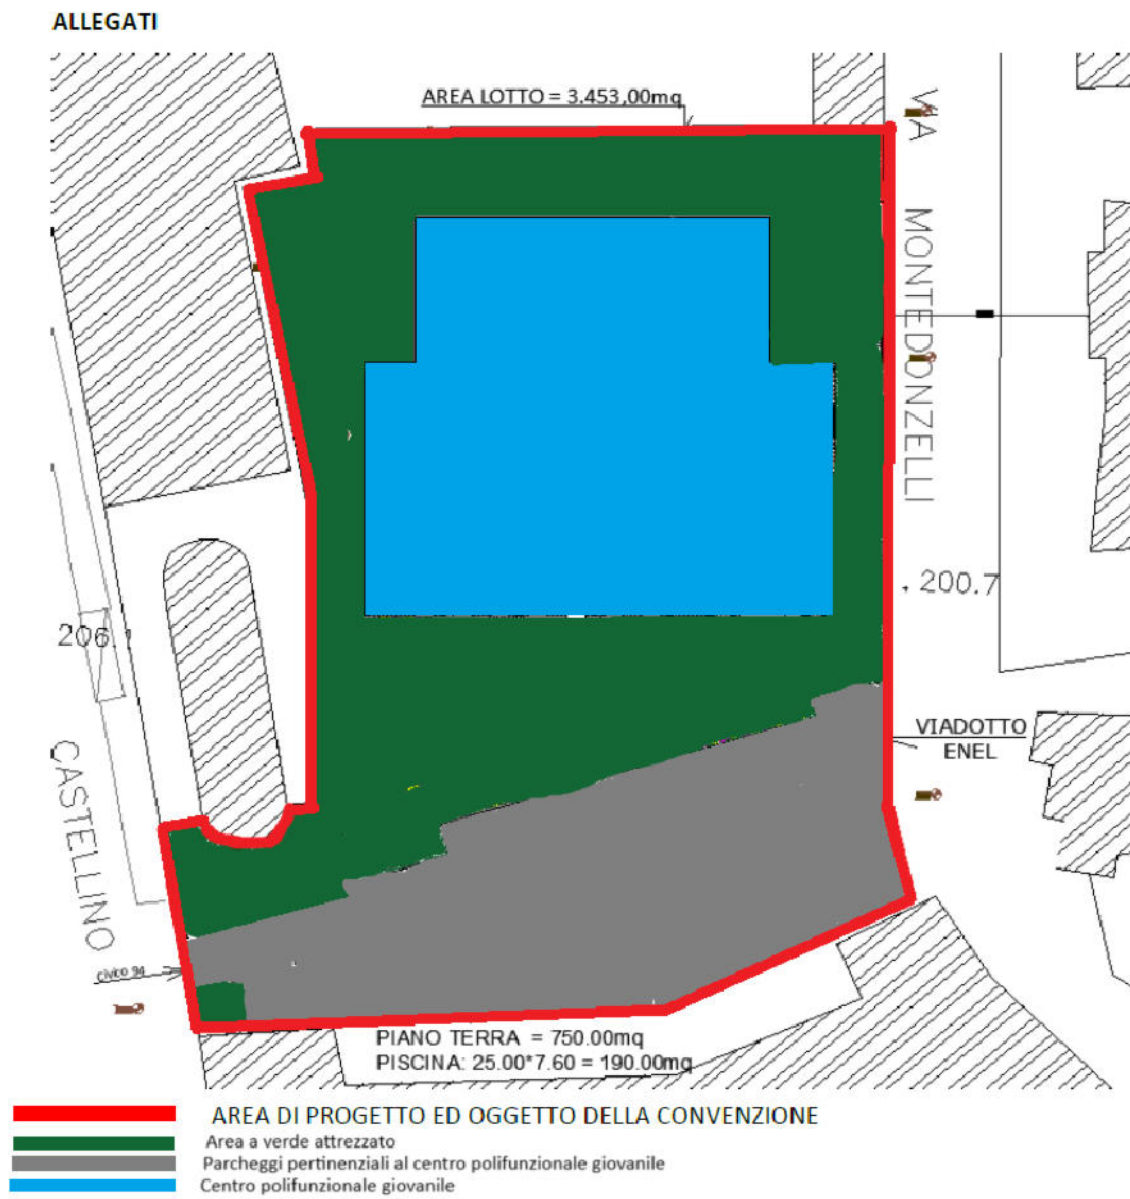 ALLEGATI
AREA LOTTO = 3.453,00mq
VIA
MONTEDONZELLI
. 200.7
206.
VIADOTTO
ENEL
CASTELLINO
civico 94
PIANO TERRA = 750.00mq
PISCINA: 25.00*7.60 = 190.00mq
AREA DI PROGETTO ED OGGETTO DELLA CONVENZIONE
Area a verde attrezzato
Parcheggi pertinenziali al centro polifunzionale giovanile
Centro polifunzionale giovanile